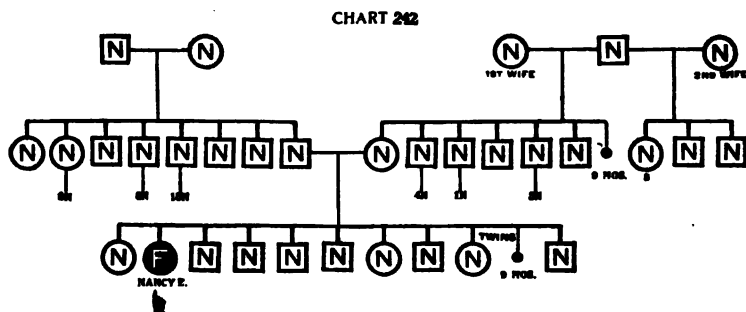 CHART 242
N N N N N
1ST WIFE 2ND WIFE
N N N N N N N N N N N N N N N N N
9 MOS.
TWINS
N F N N N N N N N N
9 MOS.
NANCY E.